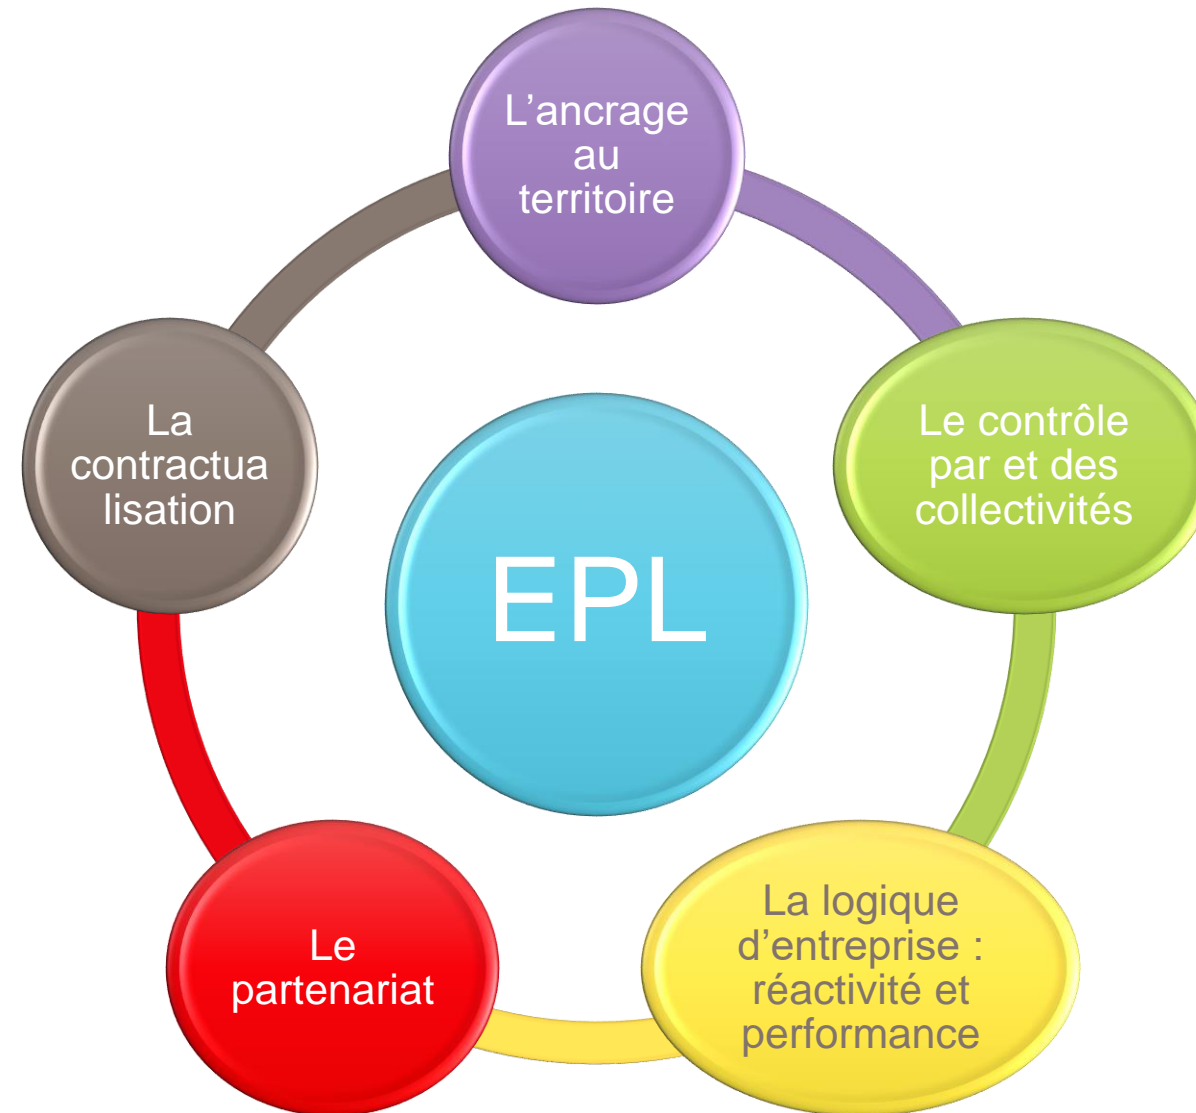 L’ancrage
au
territoire
Le contrôle
par et des
collectivités
La logique
d’entreprise :
réactivité et
performance
Le
partenariat
La
contractua
lisation
EPL